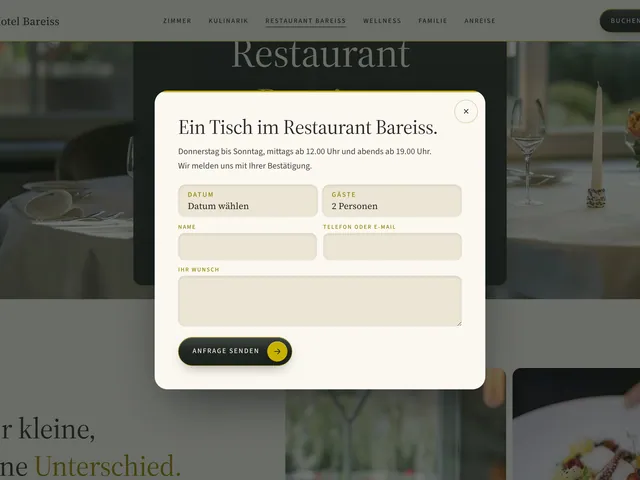 otel Bareiss
ZIMMER KULINARIK RESTAURANT BAREISS WELLNESS FAMILIE ANREISE
BUCHEN
Restaurant
Ein Tisch im Restaurant Bareiss.
×
Donnerstag bis Sonntag, mittags ab 12.00 Uhr und abends ab 19.00 Uhr.
Wir melden uns mit Ihrer Bestätigung.
DATUM
Datum wählen
GÄSTE
2 Personen
NAME
TELEFON ODER E-MAIL
IHR WUNSCH
ANFRAGE SENDEN →
r kleine,
ne Unterschied.